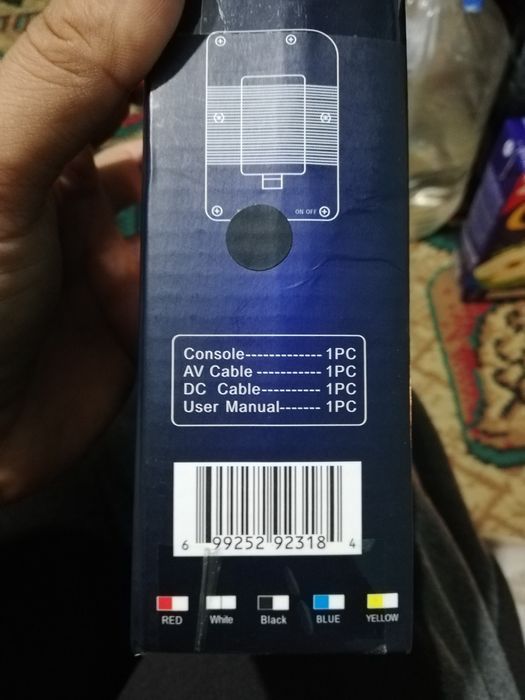 ON OFF
Console------------- 1PC
AV Cable ----------- 1PC
DC Cable---------- 1PC
User Manual------- 1PC
6 99252 92318 4
RED White Black BLUE YELLOW